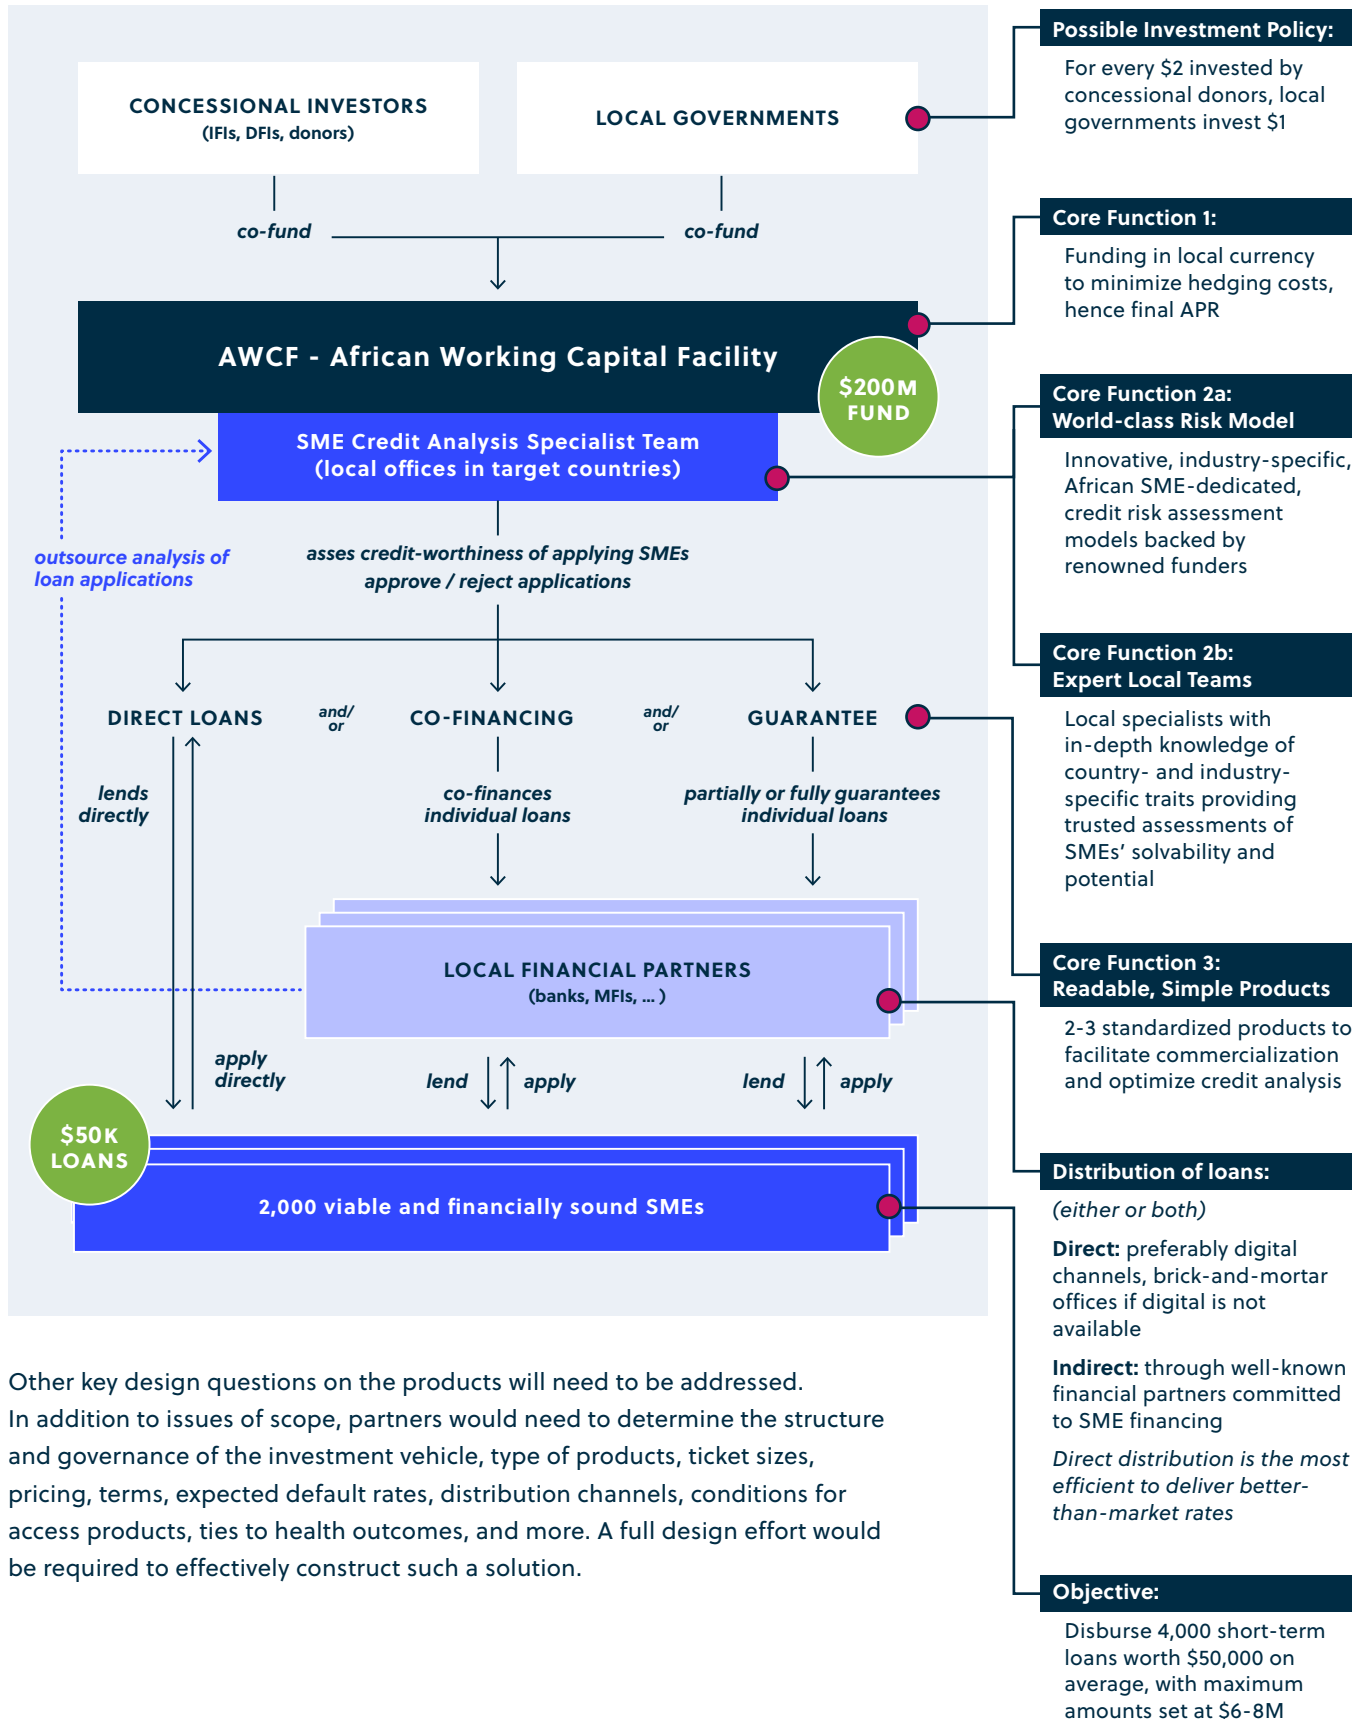 CONCESSIONAL INVESTORS
(IFIs, DFIs, donors)
LOCAL GOVERNMENTS
co-fund
co-fund
AWCF - African Working Capital Facility
$200M
FUND
SME Credit Analysis Specialist Team
(local offices in target countries)
outsource analysis of
loan applications
asses credit-worthiness of applying SMEs
approve / reject applications
DIRECT LOANS
and/
or
CO-FINANCING
and/
or
GUARANTEE
lends
directly
co-finances
individual loans
partially or fully guarantees
individual loans
LOCAL FINANCIAL PARTNERS
(banks, MFIs, ... )
apply
directly
lend
apply
lend
apply
$50K
LOANS
2,000 viable and financially sound SMEs
Possible Investment Policy:
For every $2 invested by
concessional donors, local
governments invest $1
Core Function 1:
Funding in local currency
to minimize hedging costs,
hence final APR
Core Function 2a:
World-class Risk Model
Innovative, industry-specific,
African SME-dedicated,
credit risk assessment
models backed by
renowned funders
Core Function 2b:
Expert Local Teams
Local specialists with
in-depth knowledge of
country- and industry-
specific traits providing
trusted assessments of
SMEs' solvability and
potential
Core Function 3:
Readable, Simple Products
2-3 standardized products to
facilitate commercialization
and optimize credit analysis
Distribution of loans:
(either or both)
Direct: preferably digital
channels, brick-and-mortar
offices if digital is not
available
Indirect: through well-known
financial partners committed
to SME financing
Direct distribution is the most
efficient to deliver better-
than-market rates
Objective:
Disburse 4,000 short-term
loans worth $50,000 on
average, with maximum
amounts set at $6-8M
Other key design questions on the products will need to be addressed.
In addition to issues of scope, partners would need to determine the structure
and governance of the investment vehicle, type of products, ticket sizes,
pricing, terms, expected default rates, distribution channels, conditions for
access products, ties to health outcomes, and more. A full design effort would
be required to effectively construct such a solution.